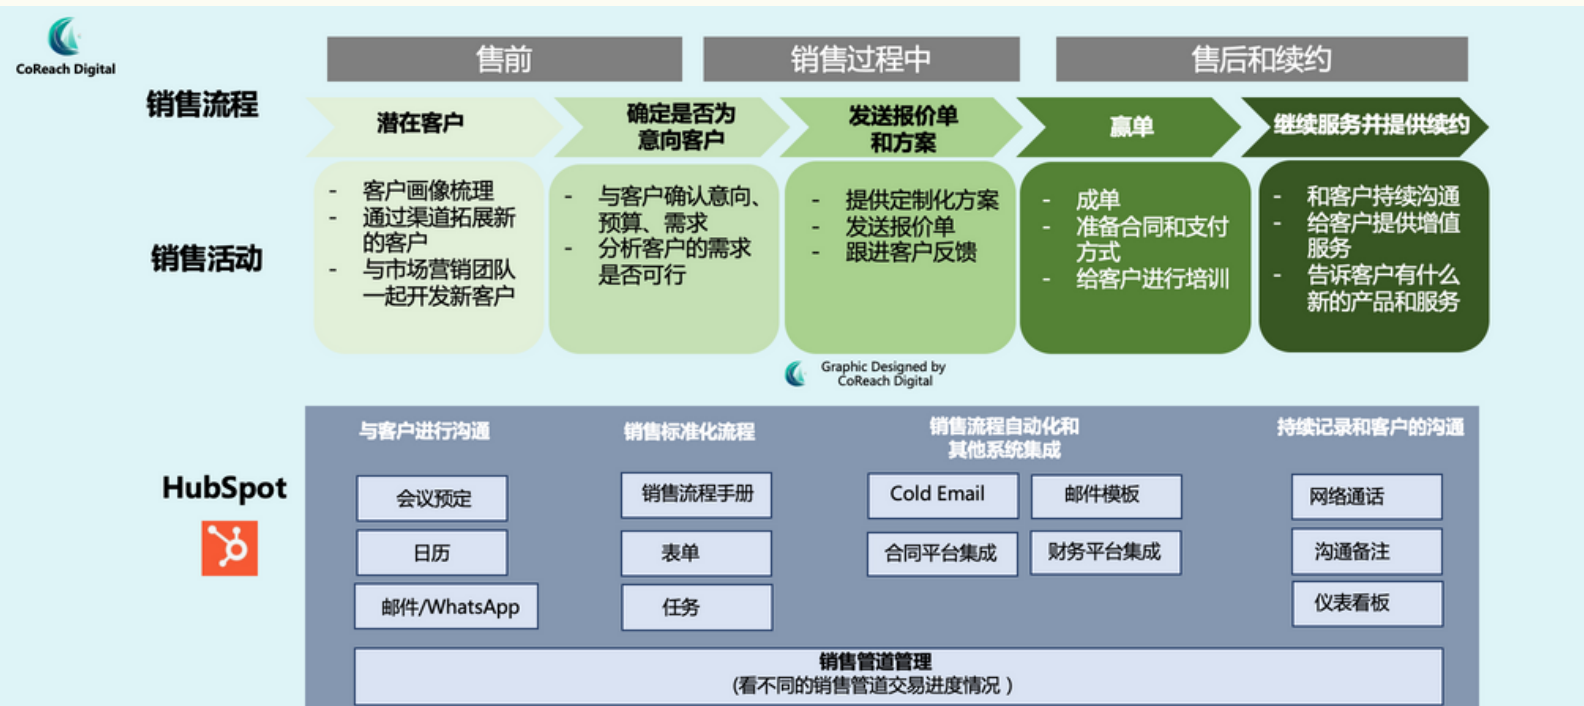 CoReach Digital
售前
销售过程中
售后和续约
销售流程
潜在客户
确定是否为
意向客户
发送报价单
和方案
赢单
继续服务并提供续约
销售活动
- 客户画像梳理
- 通过渠道拓展新
的客户
- 与市场营销团队
一起开发新客户
- 与客户确认意向、
预算、需求
- 分析客户的需求
是否可行
- 提供定制化方案
- 发送报价单
- 跟进客户反馈
- 成单
- 准备合同和支付
方式
- 给客户进行培训
- 和客户持续沟通
- 给客户提供增值
服务
- 告诉客户有什么
新的产品和服务
Graphic Designed by
CoReach Digital
HubSpot
与客户进行沟通
会议预定
日历
邮件/WhatsApp
销售标准化流程
销售流程手册
表单
任务
销售流程自动化和
其他系统集成
Cold Email
邮件模板
合同平台集成
财务平台集成
持续记录和客户的沟通
网络通话
沟通备注
仪表看板
销售管道管理
(看不同的销售管道交易进度情况）